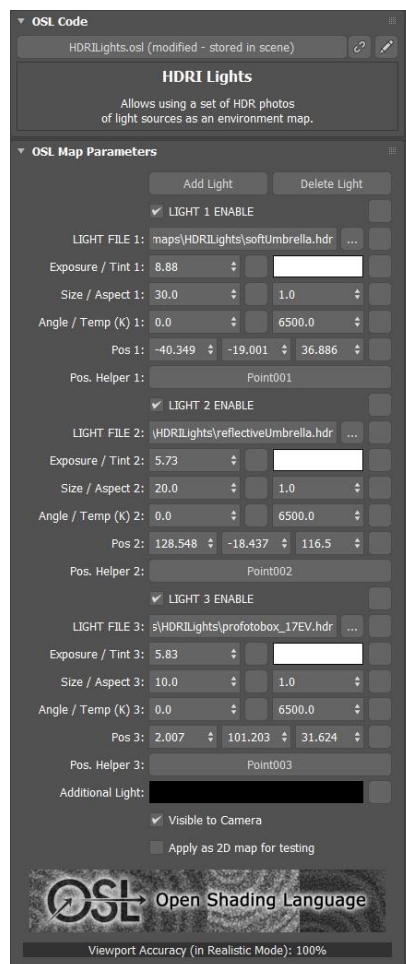 OSL Code
HDRILights.osl (modified - stored in scene)
HDRI Lights
Allows using a set of HDR photos
of light sources as an environment map.
OSL Map Parameters
Add Light Delete Light
LIGHT 1 ENABLE
LIGHT FILE 1: maps\HDRILights\softUmbrella.hdr ...
Exposure / Tint 1: 8.88
Size / Aspect 1: 30.0 1.0
Angle / Temp (K) 1: 0.0 6500.0
Pos 1: -40.349 -19.001 36.886
Pos. Helper 1: Point001
LIGHT 2 ENABLE
LIGHT FILE 2: \HDRILights\reflectiveUmbrella.hdr ...
Exposure / Tint 2: 5.73
Size / Aspect 2: 20.0 1.0
Angle / Temp (K) 2: 0.0 6500.0
Pos 2: 128.548 -18.437 116.5
Pos. Helper 2: Point002
LIGHT 3 ENABLE
LIGHT FILE 3: s\HDRILights\profotobox_17EV.hdr ...
Exposure / Tint 3: 5.83
Size / Aspect 3: 10.0 1.0
Angle / Temp (K) 3: 0.0 6500.0
Pos 3: 2.007 101.203 31.624
Pos. Helper 3: Point003
Additional Light:
Visible to Camera
Apply as 2D map for testing
OSL Open Shading Language
Viewport Accuracy (in Realistic Mode): 100%